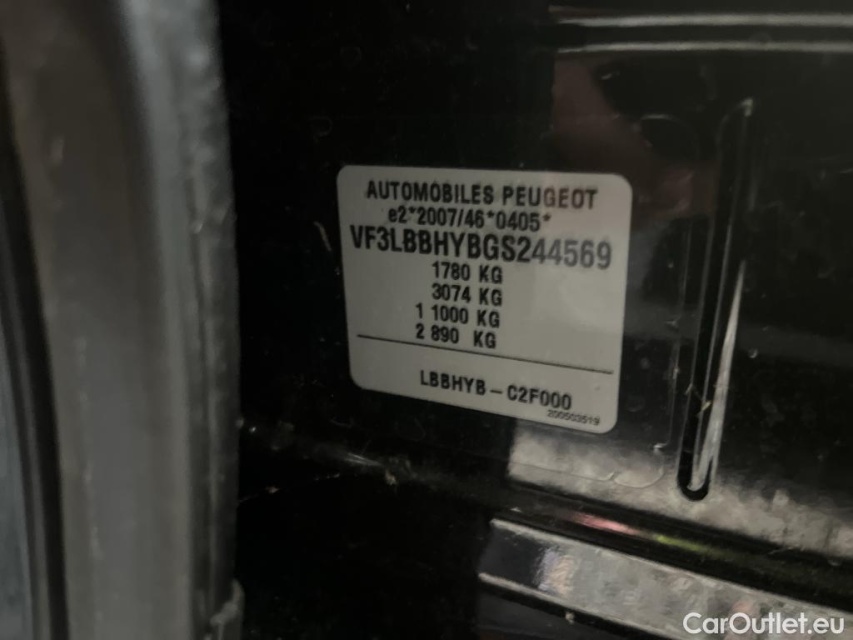 AUTOMOBILES PEUGEOT
e2*2007/46*0405*
VF3LBBHYBGS244569
1780 KG
3074 KG
1 1000 KG
2 890 KG
LBBHYB-C2F000
200503519
CarOutlet.eu